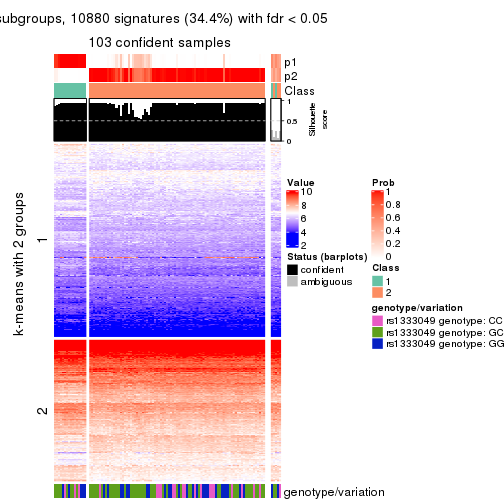 subgroups, 10880 signatures (34.4%) with fdr < 0.05
103 confident samples
p1
p2
Class
1
0.5
0
Silhouette
score
k-means with 2 groups
1
2
Value
10
8
6
4
2
Status (barplots)
confident
ambiguous
Prob
1
0.8
0.6
0.4
0.2
0
Class
1
2
genotype/variation
rs1333049 genotype: CC
rs1333049 genotype: GC
rs1333049 genotype: GG
genotype/variation